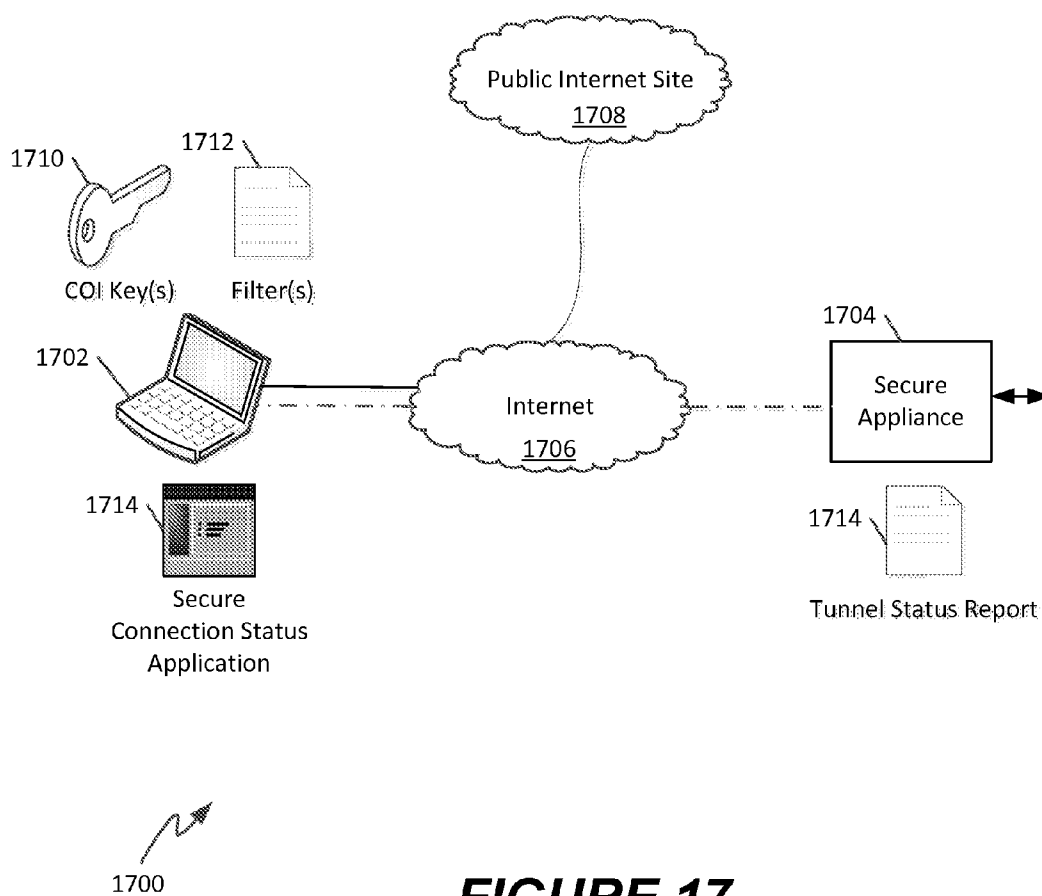 Public Internet Site
1708
1710
1712
COI Key(s)
Filter(s)
1702
1704
Internet
1706
Secure
Appliance
1714
1714
Secure
Connection Status
Application
Tunnel Status Report
1700
FIGURE 17